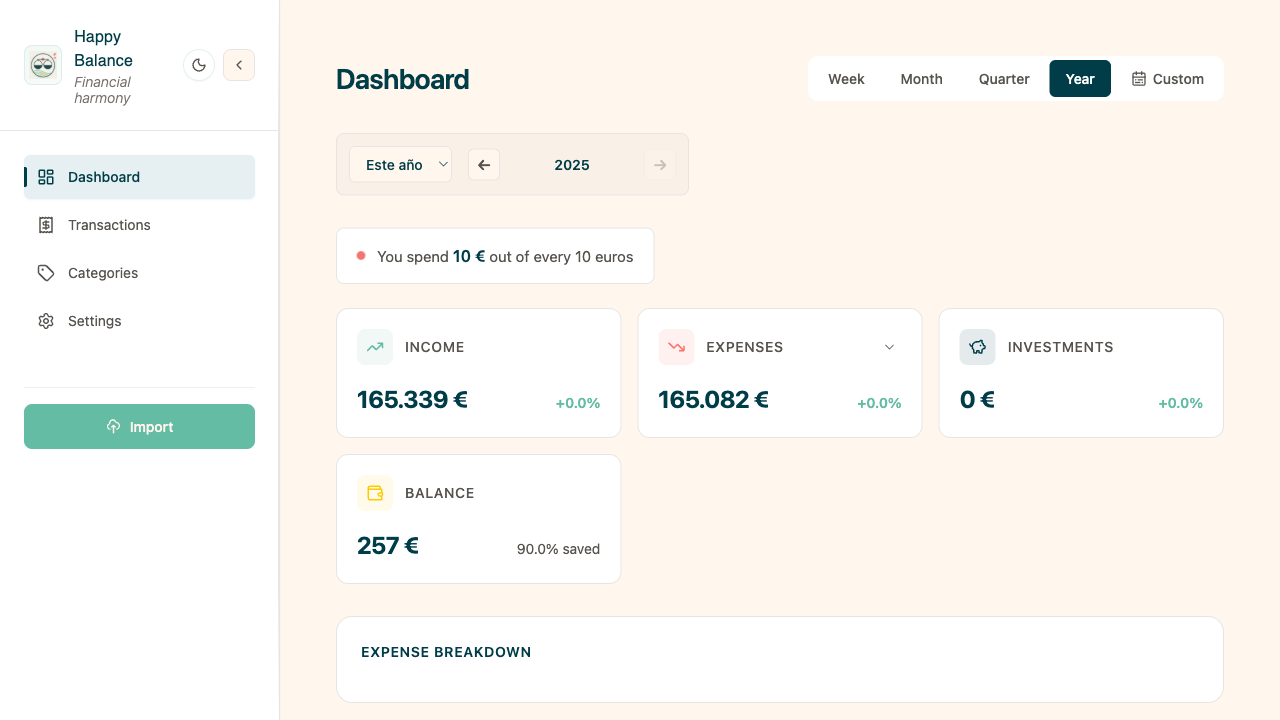 Happy
Balance
Financial
harmony
Dashboard
Transactions
Categories
Settings
Import
Dashboard
Week
Month
Quarter
Year
Custom
Este año
2025
You spend 10 € out of every 10 euros
INCOME
165.339 €
+0.0%
EXPENSES
165.082 €
+0.0%
INVESTMENTS
0 €
+0.0%
BALANCE
257 €
90.0% saved
EXPENSE BREAKDOWN